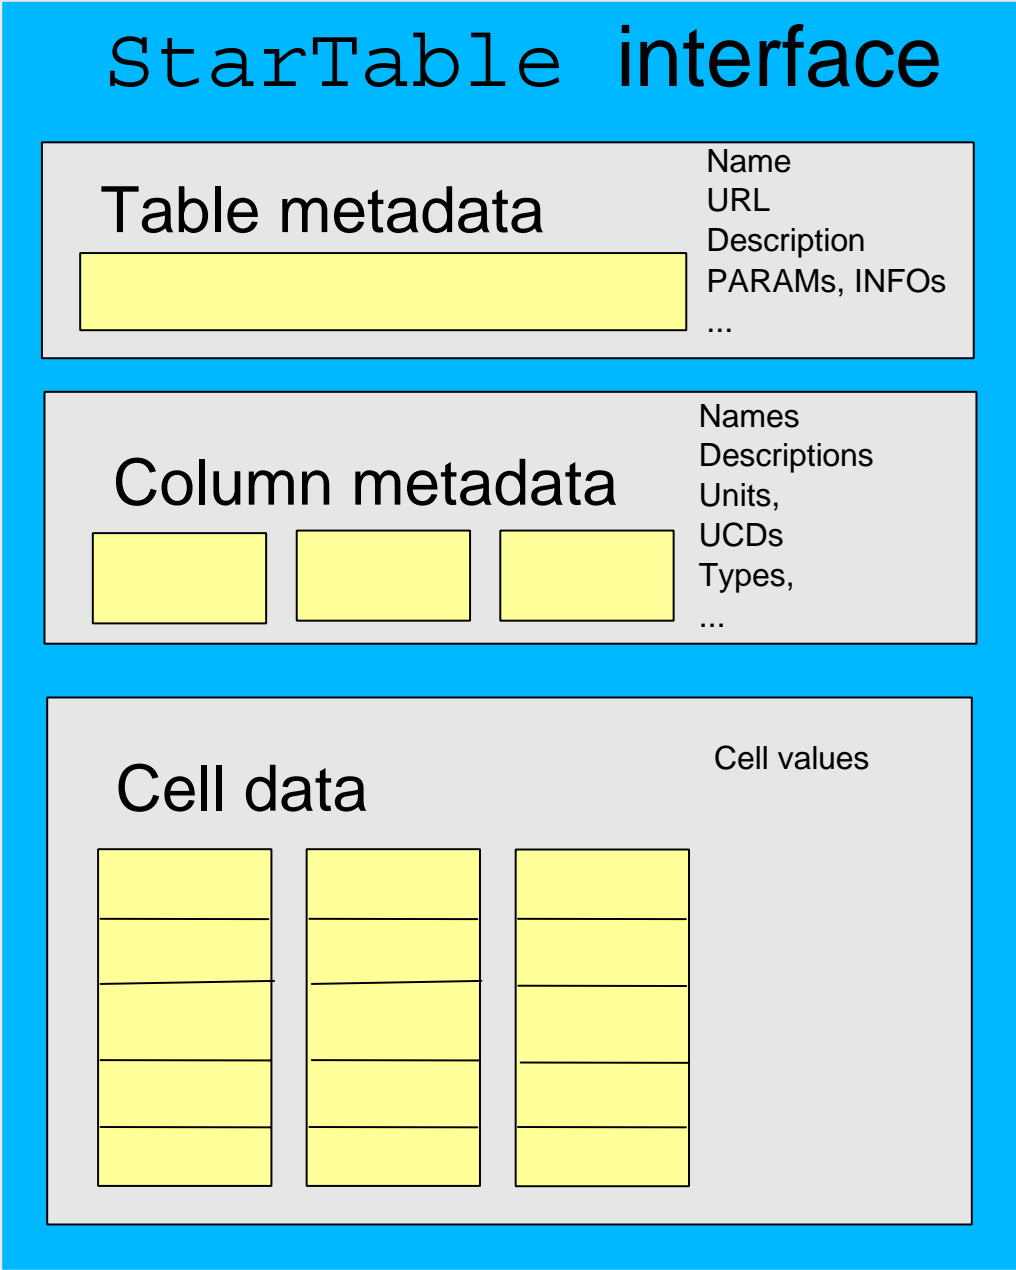 StarTable interface
Table metadata
Name
URL
Description
PARAMs, INFOs
...
Column metadata
Names
Descriptions
Units,
UCDs
Types,
...
Cell data
Cell values